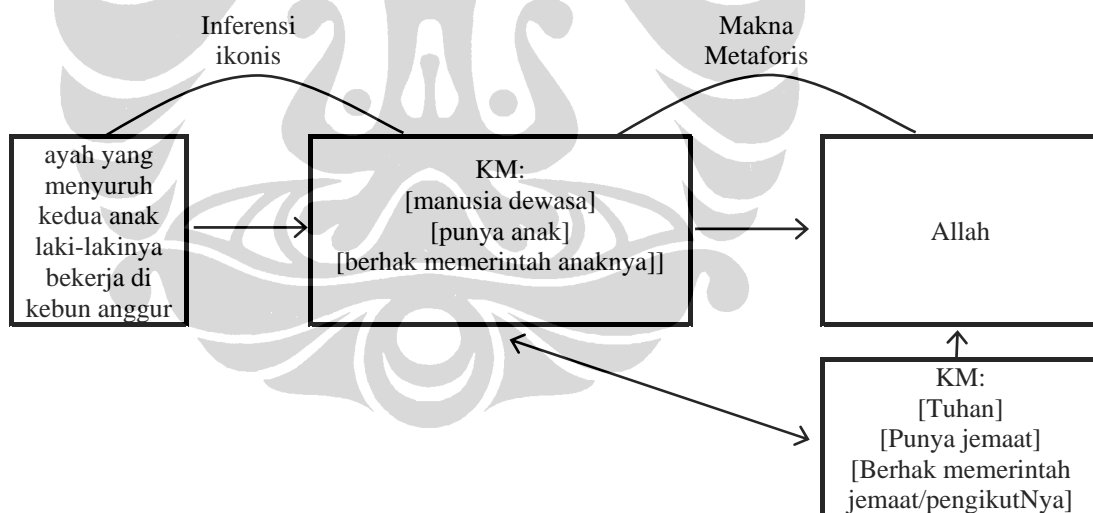 Inferensi
ikonis
Makna
Metaforis
ayah yang
menyuruh
kedua anak
laki-lakinya
bekerja di
kebun anggur
KM:
[manusia dewasa]
[punya anak]
[berhak memerintah anaknya]]
Allah
KM:
[Tuhan]
[Punya jemaat]
[Berhak memerintah
jemaat/pengikutNya]